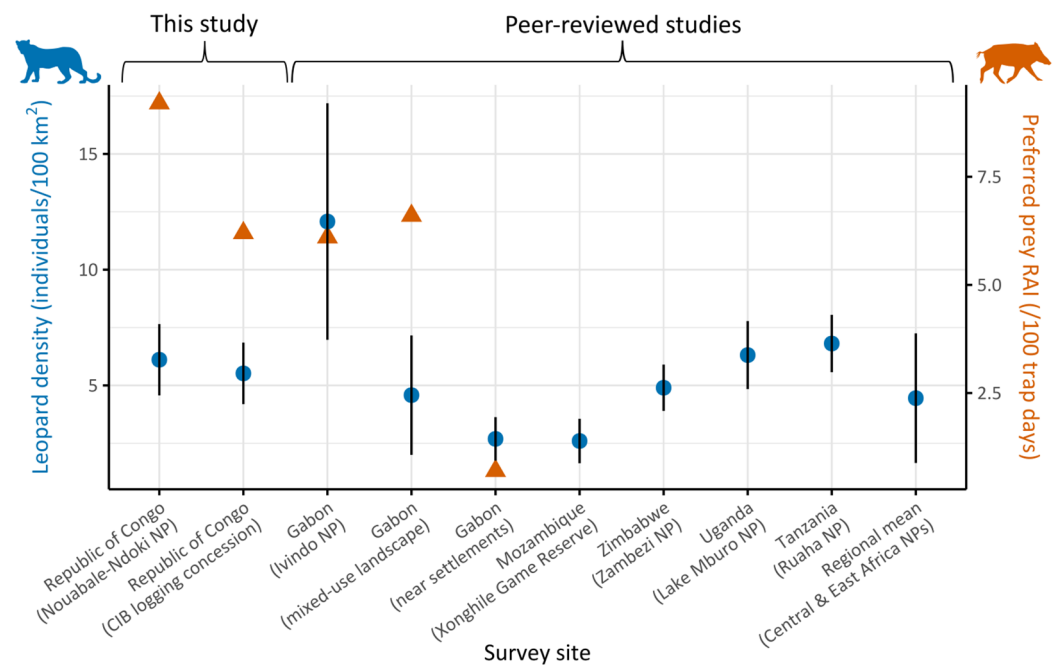 This study
Peer-reviewed studies
Leopard density (individuals/100 km²)
15
10
5
7.5
5.0
2.5
Preferred prey RAI (/100 trap days)
Republic of Congo
(Nouabale-Ndoki NP)
Republic of Congo
(CIB logging concession)
Gabon
(Ivindo NP)
Gabon
(mixed-use landscape)
Gabon
(near settlements)
Mozambique
(Xonghile Game Reserve)
Zimbabwe
(Zambezi NP)
Uganda
(Lake Mburo NP)
Tanzania
(Ruaha NP)
Regional mean
(Central & East Africa NPs)
Survey site